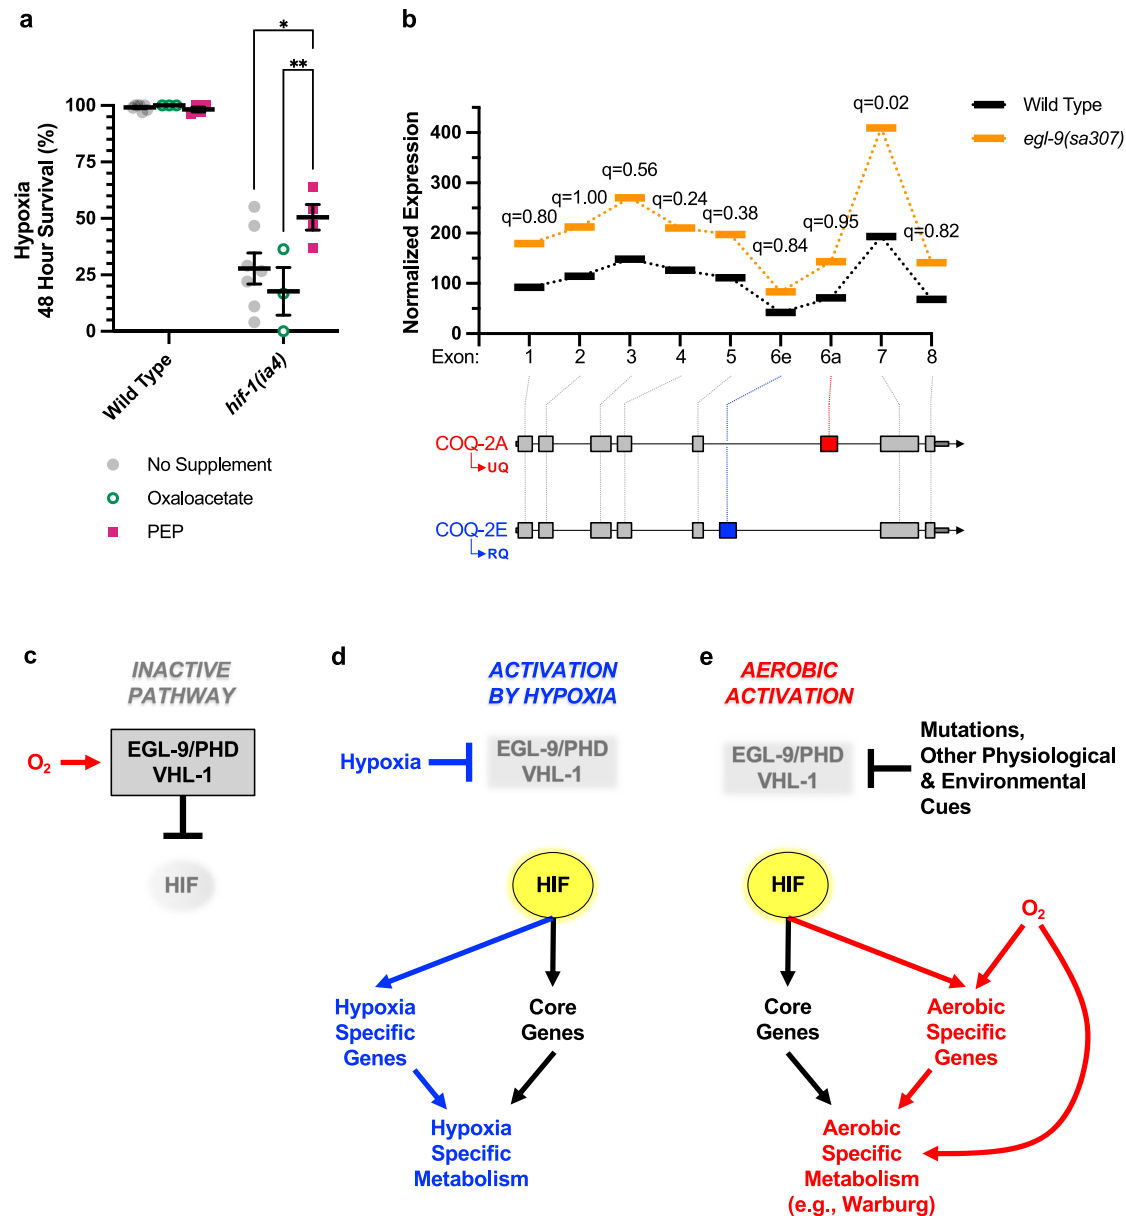 a
*
**
100
75
50
25
0
Hypoxia
48 Hour Survival (%)
Wild Type
hif-1(ia4)
No Supplement
Oxaloacetate
PEP
b
Wild Type
egl-9(sa307)
Normalized Expression
400
300
200
100
0
q=0.80
q=1.00
q=0.56
q=0.24
q=0.38
q=0.84
q=0.95
q=0.02
q=0.82
Exon: 1 2 3 4 5 6e 6a 7 8
COQ-2A
UQ
COQ-2E
RQ
c
INACTIVE
PATHWAY
O2
EGL-9/PHD
VHL-1
HIF
d
ACTIVATION
BY HYPOXIA
Hypoxia
EGL-9/PHD
VHL-1
HIF
Hypoxia
Specific
Genes
Core
Genes
Hypoxia
Specific
Metabolism
e
AEROBIC
ACTIVATION
EGL-9/PHD
VHL-1
Mutations,
Other Physiological
& Environmental
Cues
HIF
O2
Core
Genes
Aerobic
Specific
Genes
Aerobic
Specific
Metabolism
(e.g., Warburg)